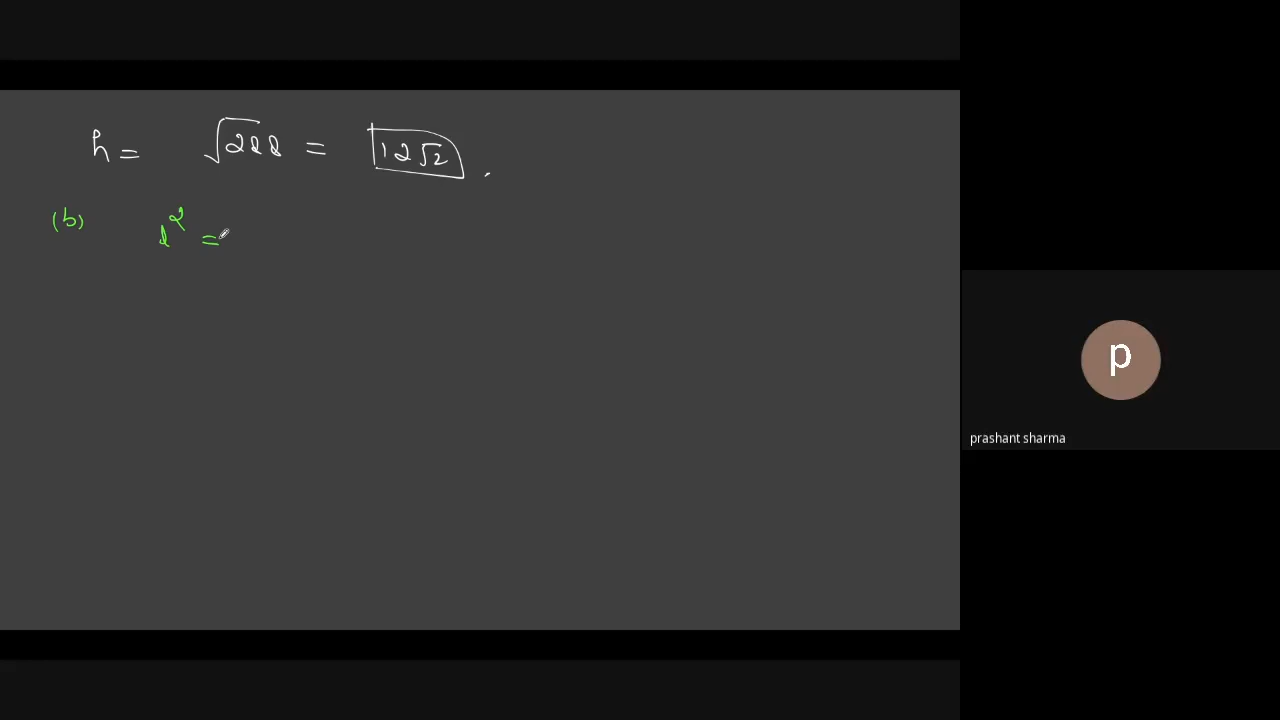 h = √288 = 12√2 .
(b) l² =
p
prashant sharma